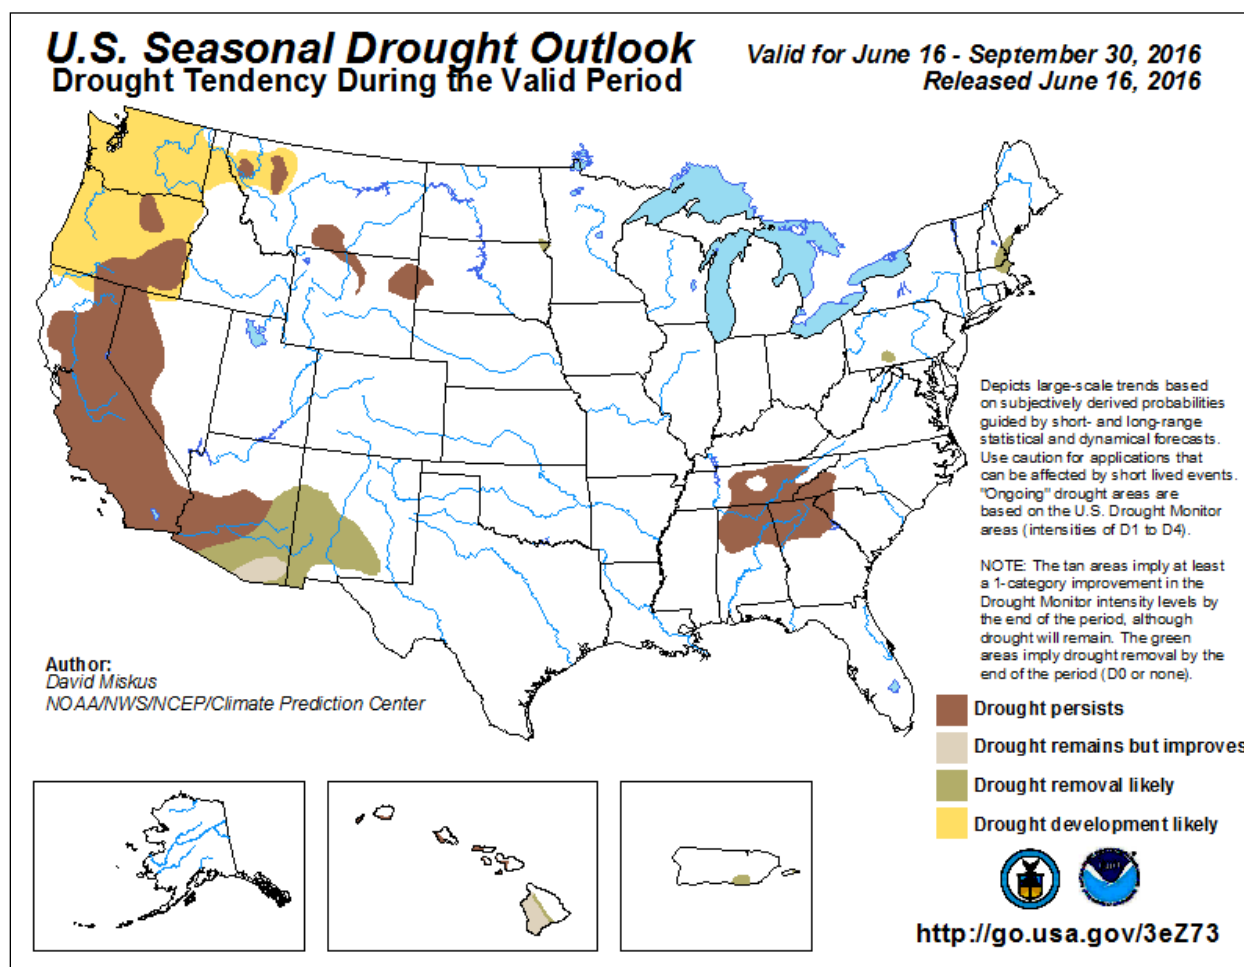 U.S. Seasonal Drought Outlook
Drought Tendency During the Valid Period
Valid for June 16 - September 30, 2016
Released June 16, 2016
Depicts large-scale trends based
on subjectively derived probabilities
guided by short- and long-range
statistical and dynamical forecasts.
Use caution for applications that
can be affected by short lived events.
"Ongoing" drought areas are
based on the U.S. Drought Monitor
areas (intensities of D1 to D4).
NOTE: The tan areas imply at least
a 1-category improvement in the
Drought Monitor intensity levels by
the end of the period, although
drought will remain. The green
areas imply drought removal by the
end of the period (D0 or none).
Author:
David Miskus
NOAA/NWS/NCEP/Climate Prediction Center
Drought persists
Drought remains but improves
Drought removal likely
Drought development likely
http://go.usa.gov/3eZ73